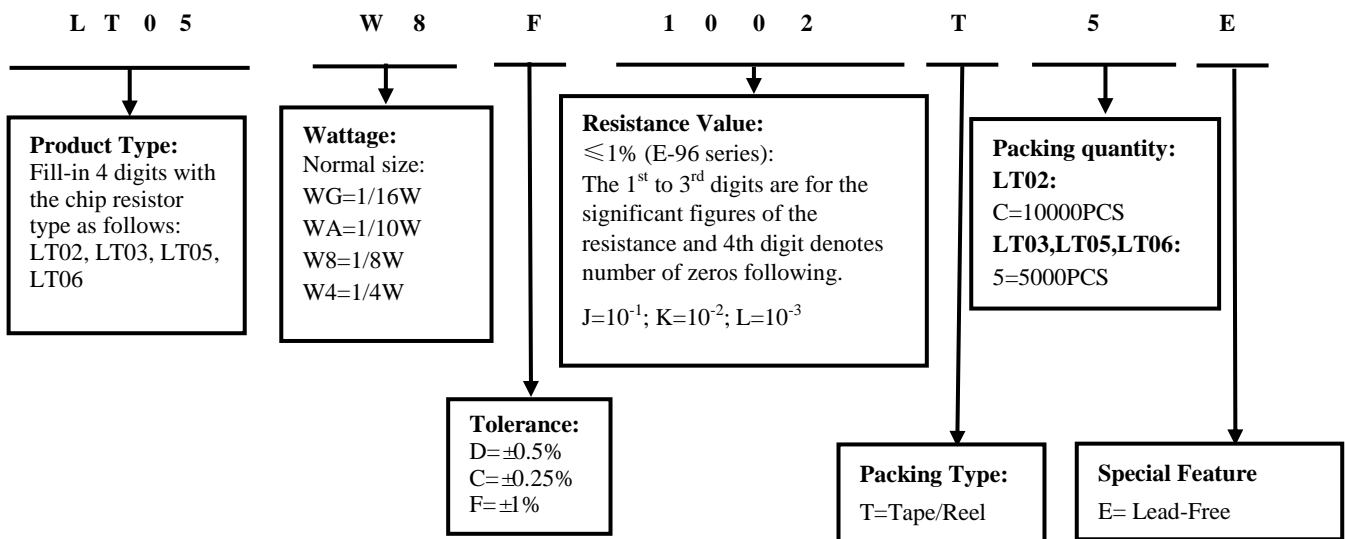 L T 0 5 W 8 F 1 0 0 2 T 5 E
Product Type:
Fill-in 4 digits with
the chip resistor
type as follows:
LT02, LT03, LT05,
LT06
Wattage:
Normal size:
WG=1/16W
WA=1/10W
W8=1/8W
W4=1/4W
Tolerance:
D=±0.5%
C=±0.25%
F=±1%
Resistance Value:
≤1% (E-96 series):
The 1st to 3rd digits are for the
significant figures of the
resistance and 4th digit denotes
number of zeros following.
J=10-1; K=10-2; L=10-3
Packing Type:
T=Tape/Reel
Packing quantity:
LT02:
C=10000PCS
LT03,LT05,LT06:
5=5000PCS
Special Feature
E= Lead-Free